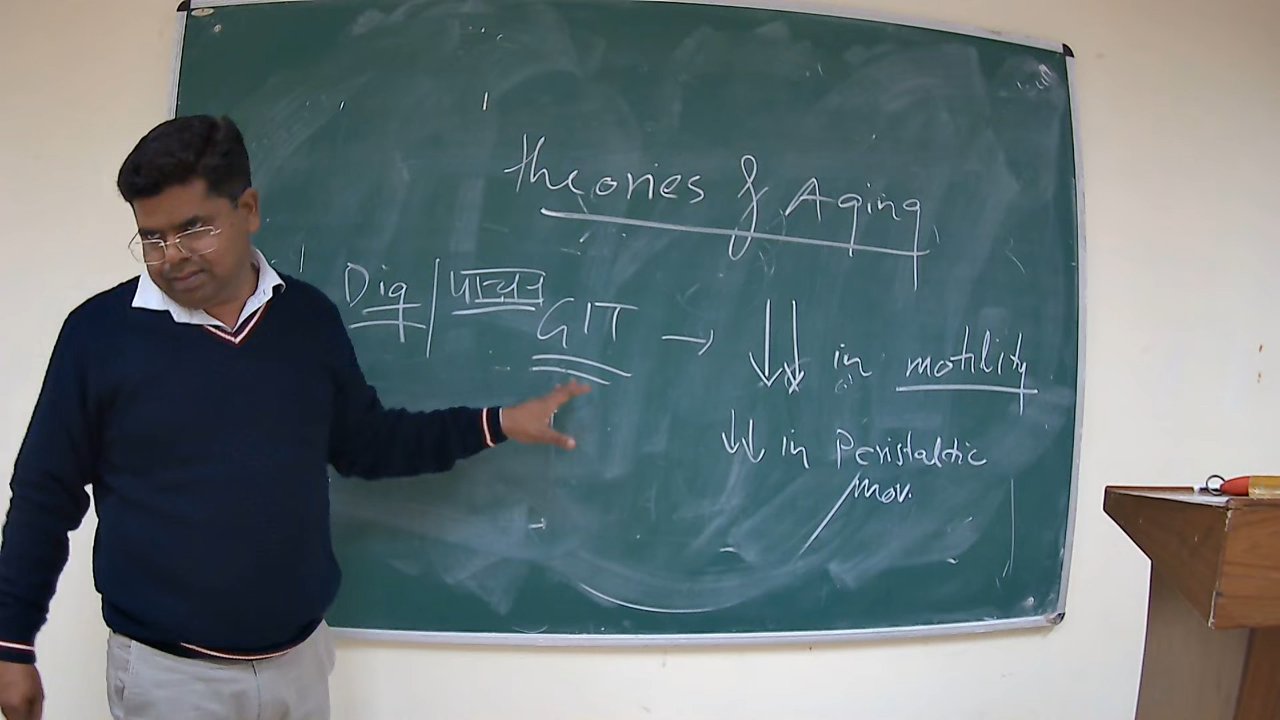 theories of Aging
Dig/पाचन GIT → ↓↓ in motility
↓↓ in Peristaltic
Mov.